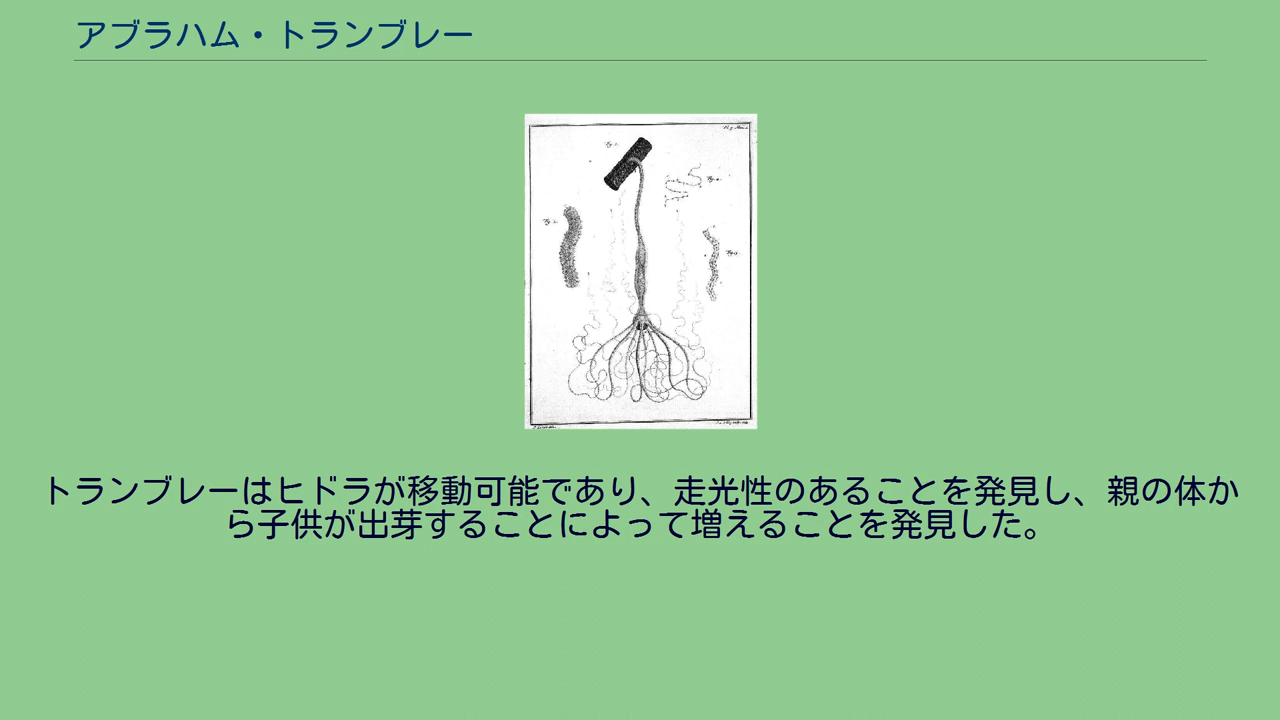 アブラハム・トランブレー
トランブレーはヒドラが移動可能であり、走光性のあることを発見し、親の体か
ら子供が出芽することによって増えることを発見した。